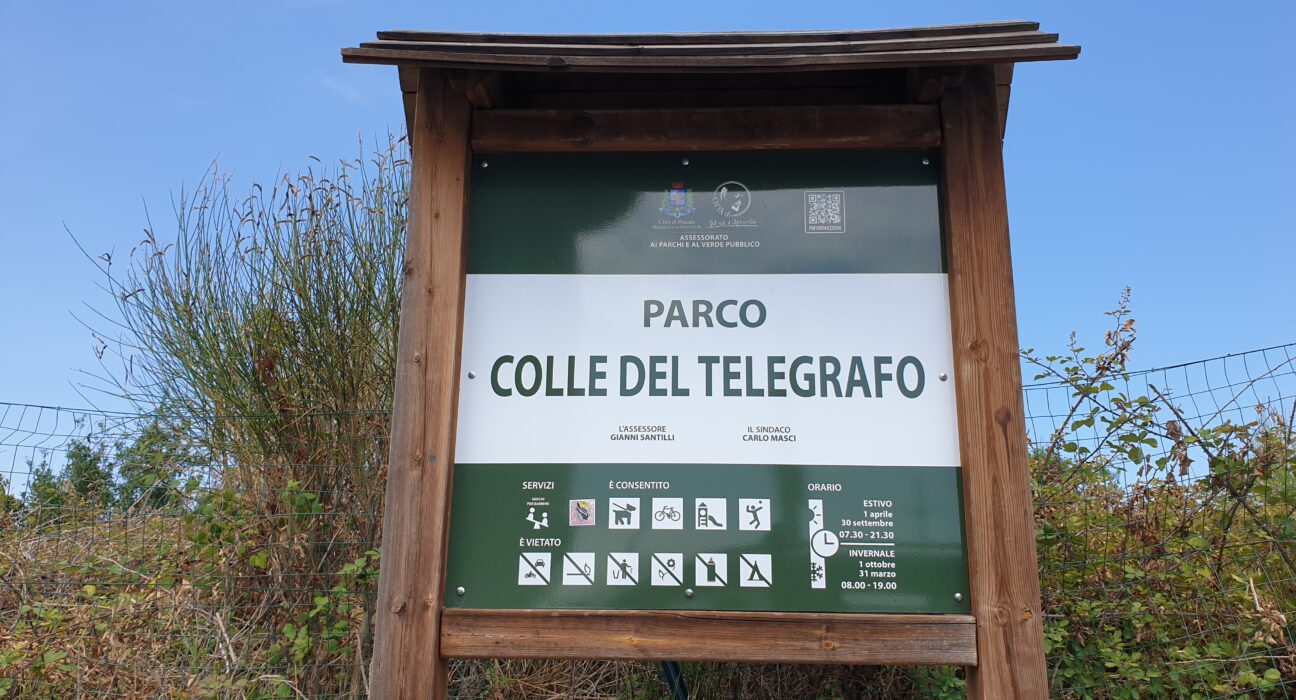 Città di Pescara
INFORMAZIONI
ASSESSORATO
AI PARCHI E AL VERDE PUBBLICO
PARCO
COLLE DEL TELEGRAFO
L'ASSESSORE
GIANNI SANTILLI
IL SINDACO
CARLO MASCI
SERVIZI
GIOCHI
PER BAMBINI
È CONSENTITO
È VIETATO
ORARIO
ESTIVO
1 aprile
30 settembre
07.30 - 21.30
INVERNALE
1 ottobre
31 marzo
08.00 - 19.00